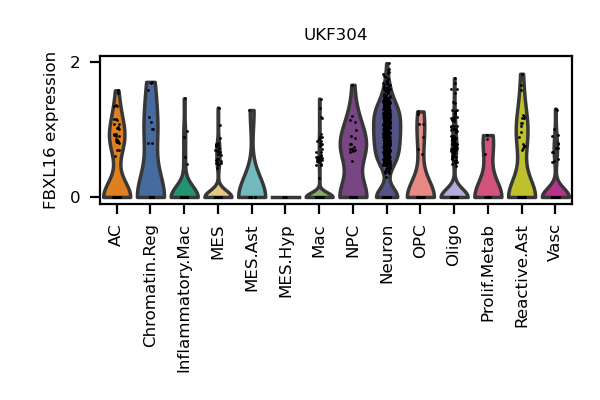 UKF304
FBXL16 expression
2
0
AC
Chromatin.Reg
Inflammatory.Mac
MES
MES.Ast
MES.Hyp
Mac
NPC
Neuron
OPC
Oligo
Prolif.Metab
Reactive.Ast
Vasc